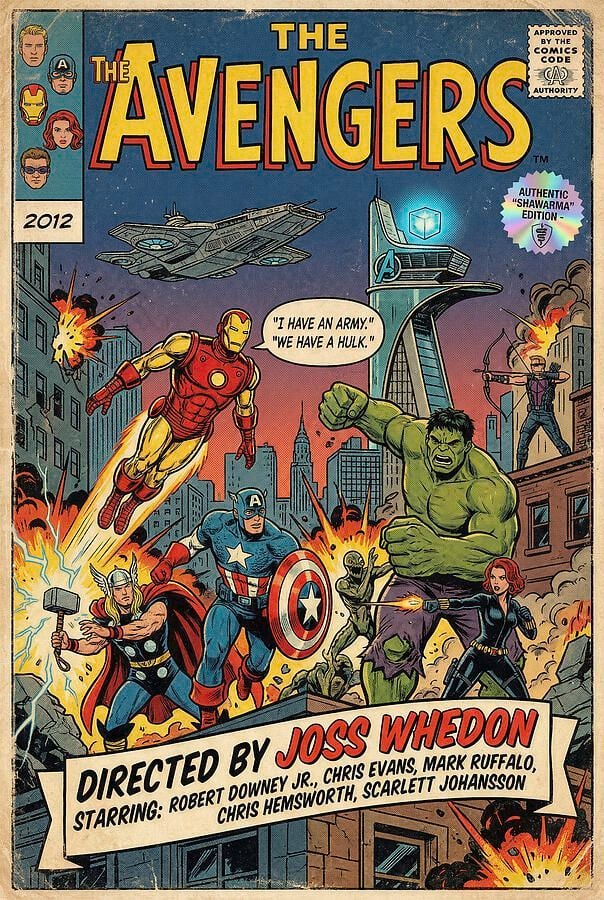 THE
THE
AVENGERS
TM
APPROVED
BY THE
COMICS
CODE
CA
AUTHORITY
2012
AUTHENTIC
"SHAWARMA"
EDITION -
A
"I HAVE AN ARMY."
"WE HAVE A HULK."
A
DIRECTED BY JOSS WHEDON
STARRING: ROBERT DOWNEY JR., CHRIS EVANS, MARK RUFFALO,
CHRIS HEMSWORTH, SCARLETT JOHANSSON